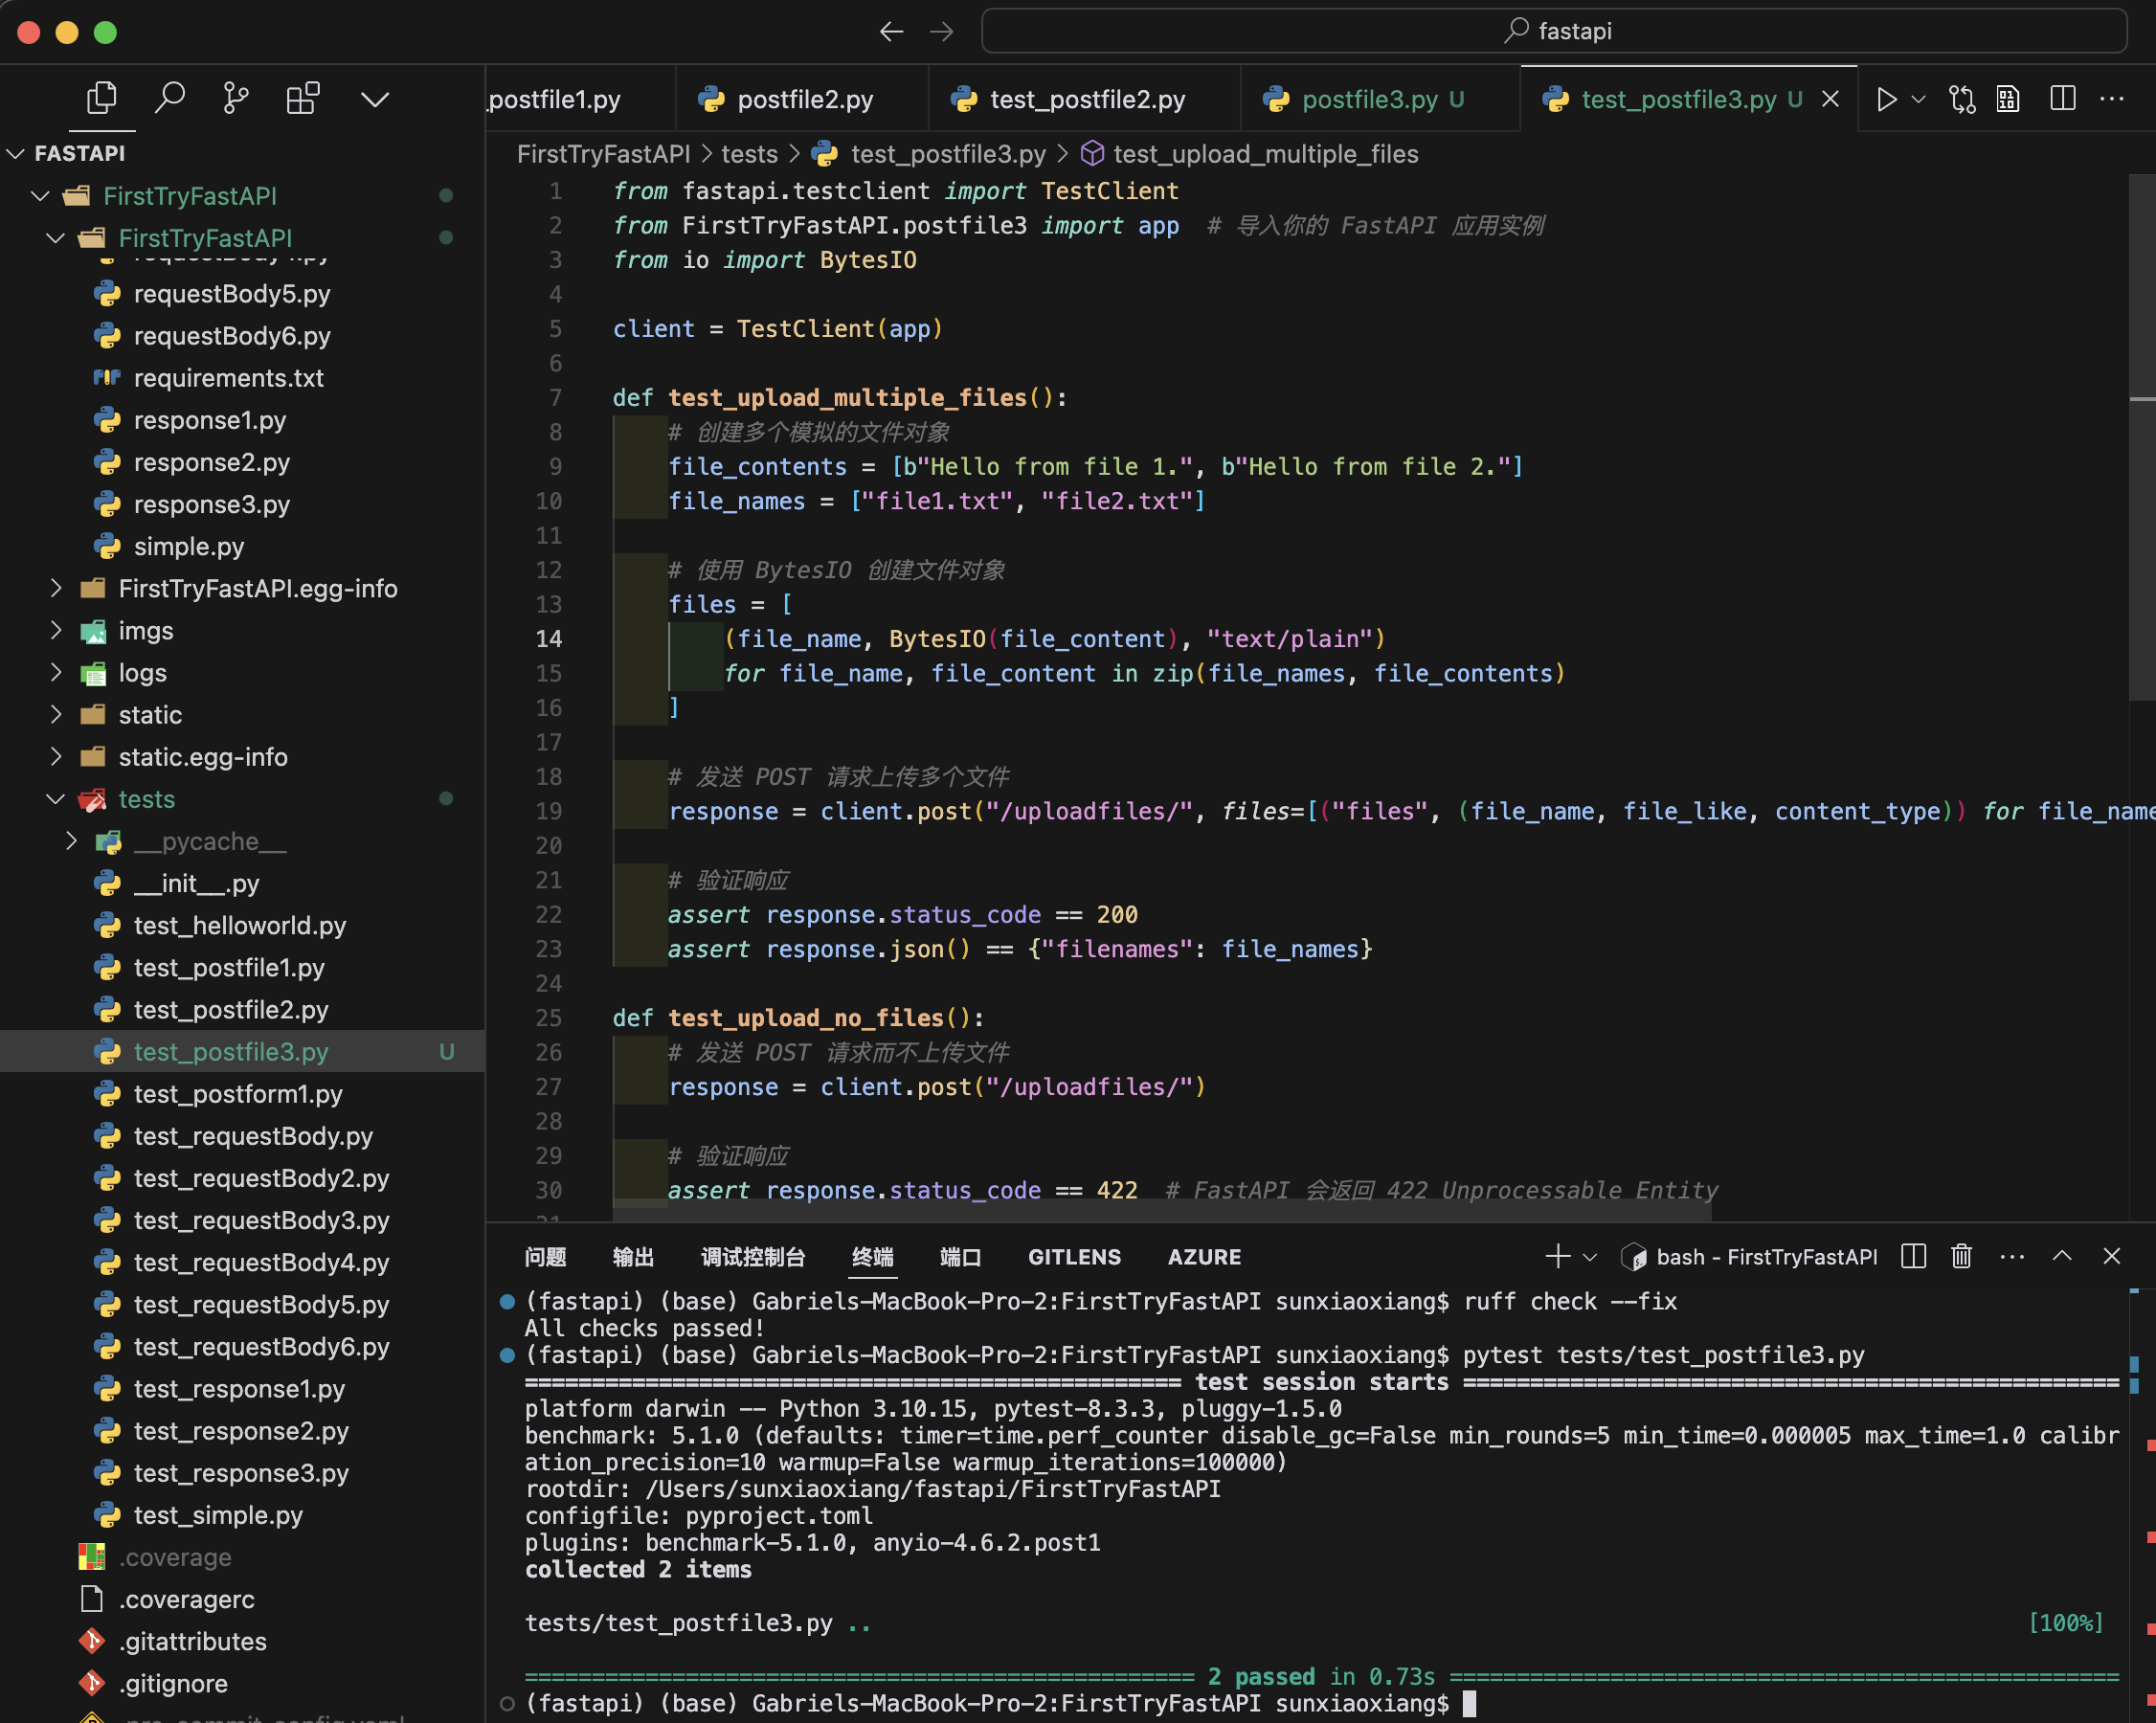 fastapi
.postfile1.py
postfile2.py
test_postfile2.py
postfile3.py U
test_postfile3.py U
FASTAPI
FirstTryFastAPI
FirstTryFastAPI
requestBody5.py
requestBody6.py
requirements.txt
response1.py
response2.py
response3.py
simple.py
FirstTryFastAPI.egg-info
imgs
logs
static
static.egg-info
tests
__pycache__
__init__.py
test_helloworld.py
test_postfile1.py
test_postfile2.py
test_postfile3.py U
test_postform1.py
test_requestBody.py
test_requestBody2.py
test_requestBody3.py
test_requestBody4.py
test_requestBody5.py
test_requestBody6.py
test_response1.py
test_response2.py
test_response3.py
test_simple.py
.coverage
.coveragerc
.gitattributes
.gitignore
FirstTryFastAPI > tests > test_postfile3.py > test_upload_multiple_files
1 from fastapi.testclient import TestClient
2 from FirstTryFastAPI.postfile3 import app  # 导入你的 FastAPI 应用实例
3 from io import BytesIO
4
5 client = TestClient(app)
6
7 def test_upload_multiple_files():
8     # 创建多个模拟的文件对象
9     file_contents = [b"Hello from file 1.", b"Hello from file 2."]
10     file_names = ["file1.txt", "file2.txt"]
11
12     # 使用 BytesIO 创建文件对象
13     files = [
14         (file_name, BytesIO(file_content), "text/plain")
15         for file_name, file_content in zip(file_names, file_contents)
16     ]
17
18     # 发送 POST 请求上传多个文件
19     response = client.post("/uploadfiles/", files=[("files", (file_name, file_like, content_type)) for file_name
20
21     # 验证响应
22     assert response.status_code == 200
23     assert response.json() == {"filenames": file_names}
24
25 def test_upload_no_files():
26     # 发送 POST 请求而不上传文件
27     response = client.post("/uploadfiles/")
28
29     # 验证响应
30     assert response.status_code == 422  # FastAPI 会返回 422 Unprocessable Entity
问题 输出 调试控制台 终端 端口 GITLENS AZURE
bash - FirstTryFastAPI
(fastapi) (base) Gabriels-MacBook-Pro-2:FirstTryFastAPI sunxiaoxiang$ ruff check --fix
All checks passed!
(fastapi) (base) Gabriels-MacBook-Pro-2:FirstTryFastAPI sunxiaoxiang$ pytest tests/test_postfile3.py
================================================= test session starts =================================================
platform darwin -- Python 3.10.15, pytest-8.3.3, pluggy-1.5.0
benchmark: 5.1.0 (defaults: timer=time.perf_counter disable_gc=False min_rounds=5 min_time=0.000005 max_time=1.0 calibr
ation_precision=10 warmup=False warmup_iterations=100000)
rootdir: /Users/sunxiaoxiang/fastapi/FirstTryFastAPI
configfile: pyproject.toml
plugins: benchmark-5.1.0, anyio-4.6.2.post1
collected 2 items
tests/test_postfile3.py .. [100%]
================================================== 2 passed in 0.73s ==================================================
(fastapi) (base) Gabriels-MacBook-Pro-2:FirstTryFastAPI sunxiaoxiang$